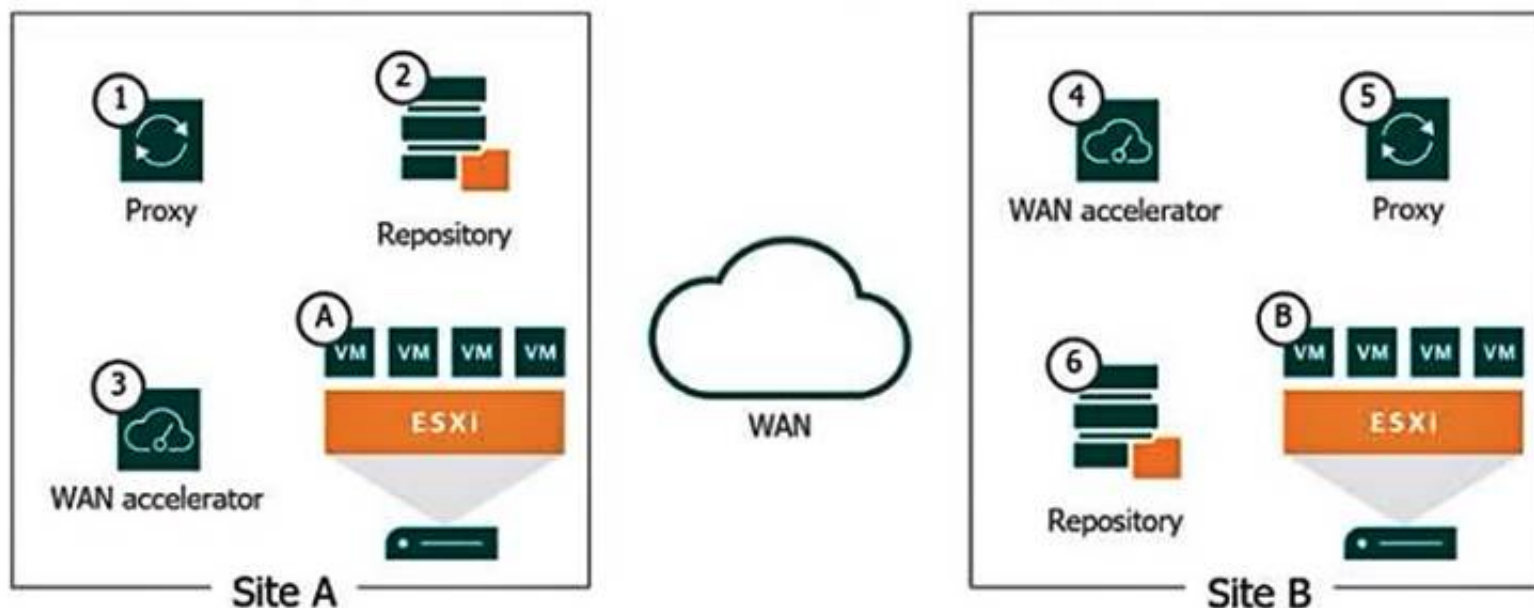 1
Proxy
2
Repository
3
WAN accelerator
A
VM VM VM VM
ESXi
Site A
WAN
4
WAN accelerator
5
Proxy
6
Repository
B
VM VM VM VM
ESXi
Site B